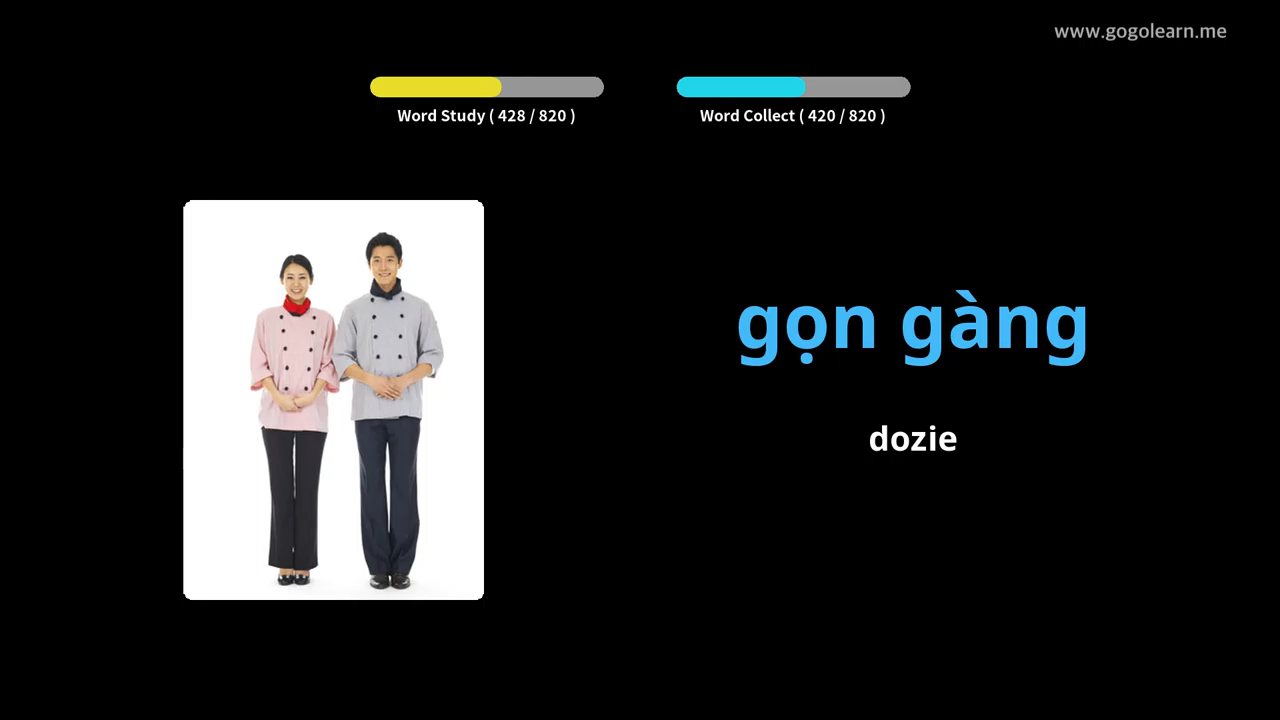 www.gogolearn.me
Word Study ( 428 / 820 )
Word Collect ( 420 / 820 )
gọn gàng
dozie